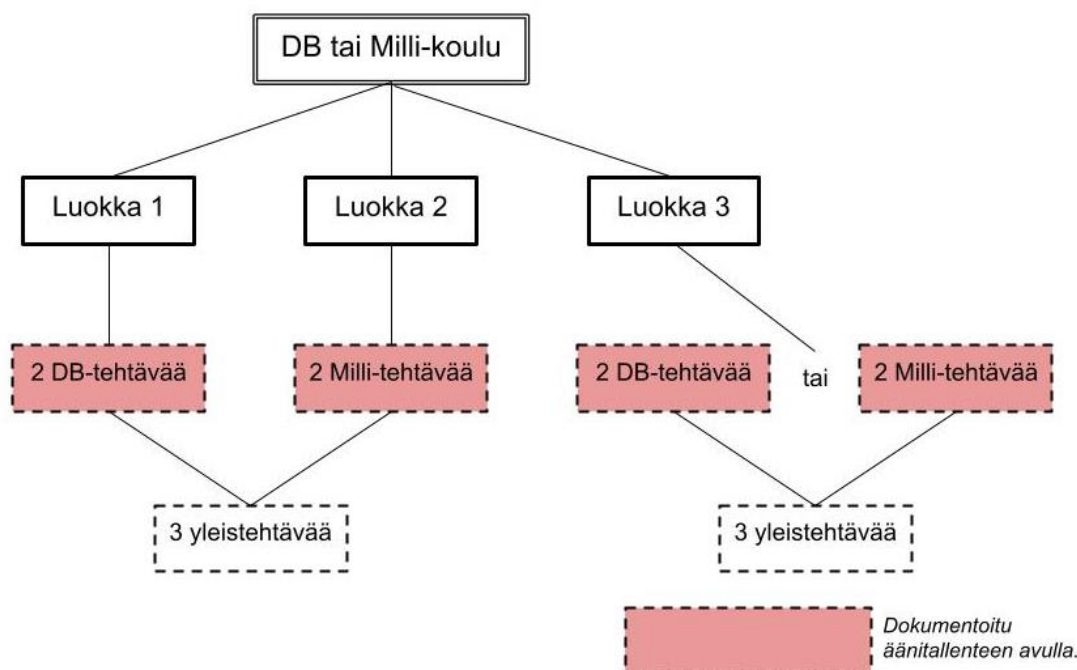 DB tai Milli-koulu
Luokka 1
Luokka 2
Luokka 3
2 DB-tehtävää
2 Milli-tehtävää
2 DB-tehtävää
tai
2 Milli-tehtävää
3 yleistehtävää
3 yleistehtävää
Dokumentoitu
äänitallenteen avulla.